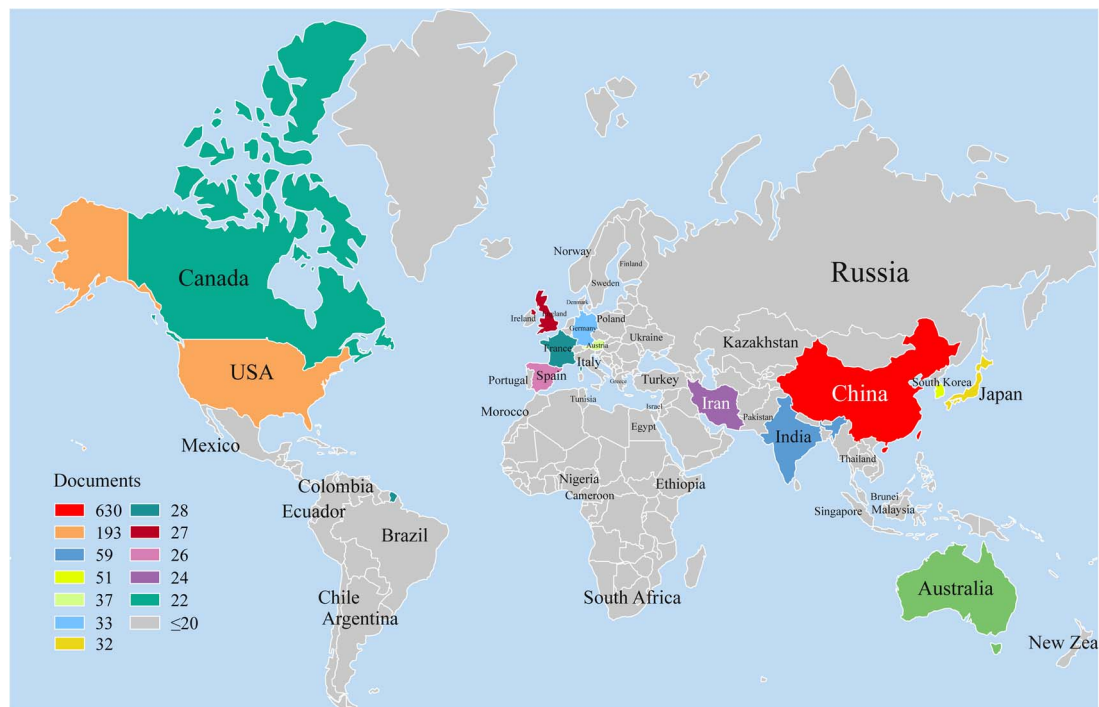 Canada
USA
Mexico
Norway
Finland
Sweden
Denmark
Ireland
Poland
Germany
Ukraine
Austria
France
Italy
Spain
Portugal
Greece
Turkey
Russia
Kazakhstan
China
South Korea
Japan
Iran
Pakistan
India
Israel
Tunisia
Morocco
Egypt
Thailand
Nigeria
Cameroon
Ethiopia
Brunei
Malaysia
Singapore
Colombia
Ecuador
Brazil
Chile
Argentina
South Africa
Australia
New Zea
Documents
630
193
59
51
37
33
32
28
27
26
24
22
≤20